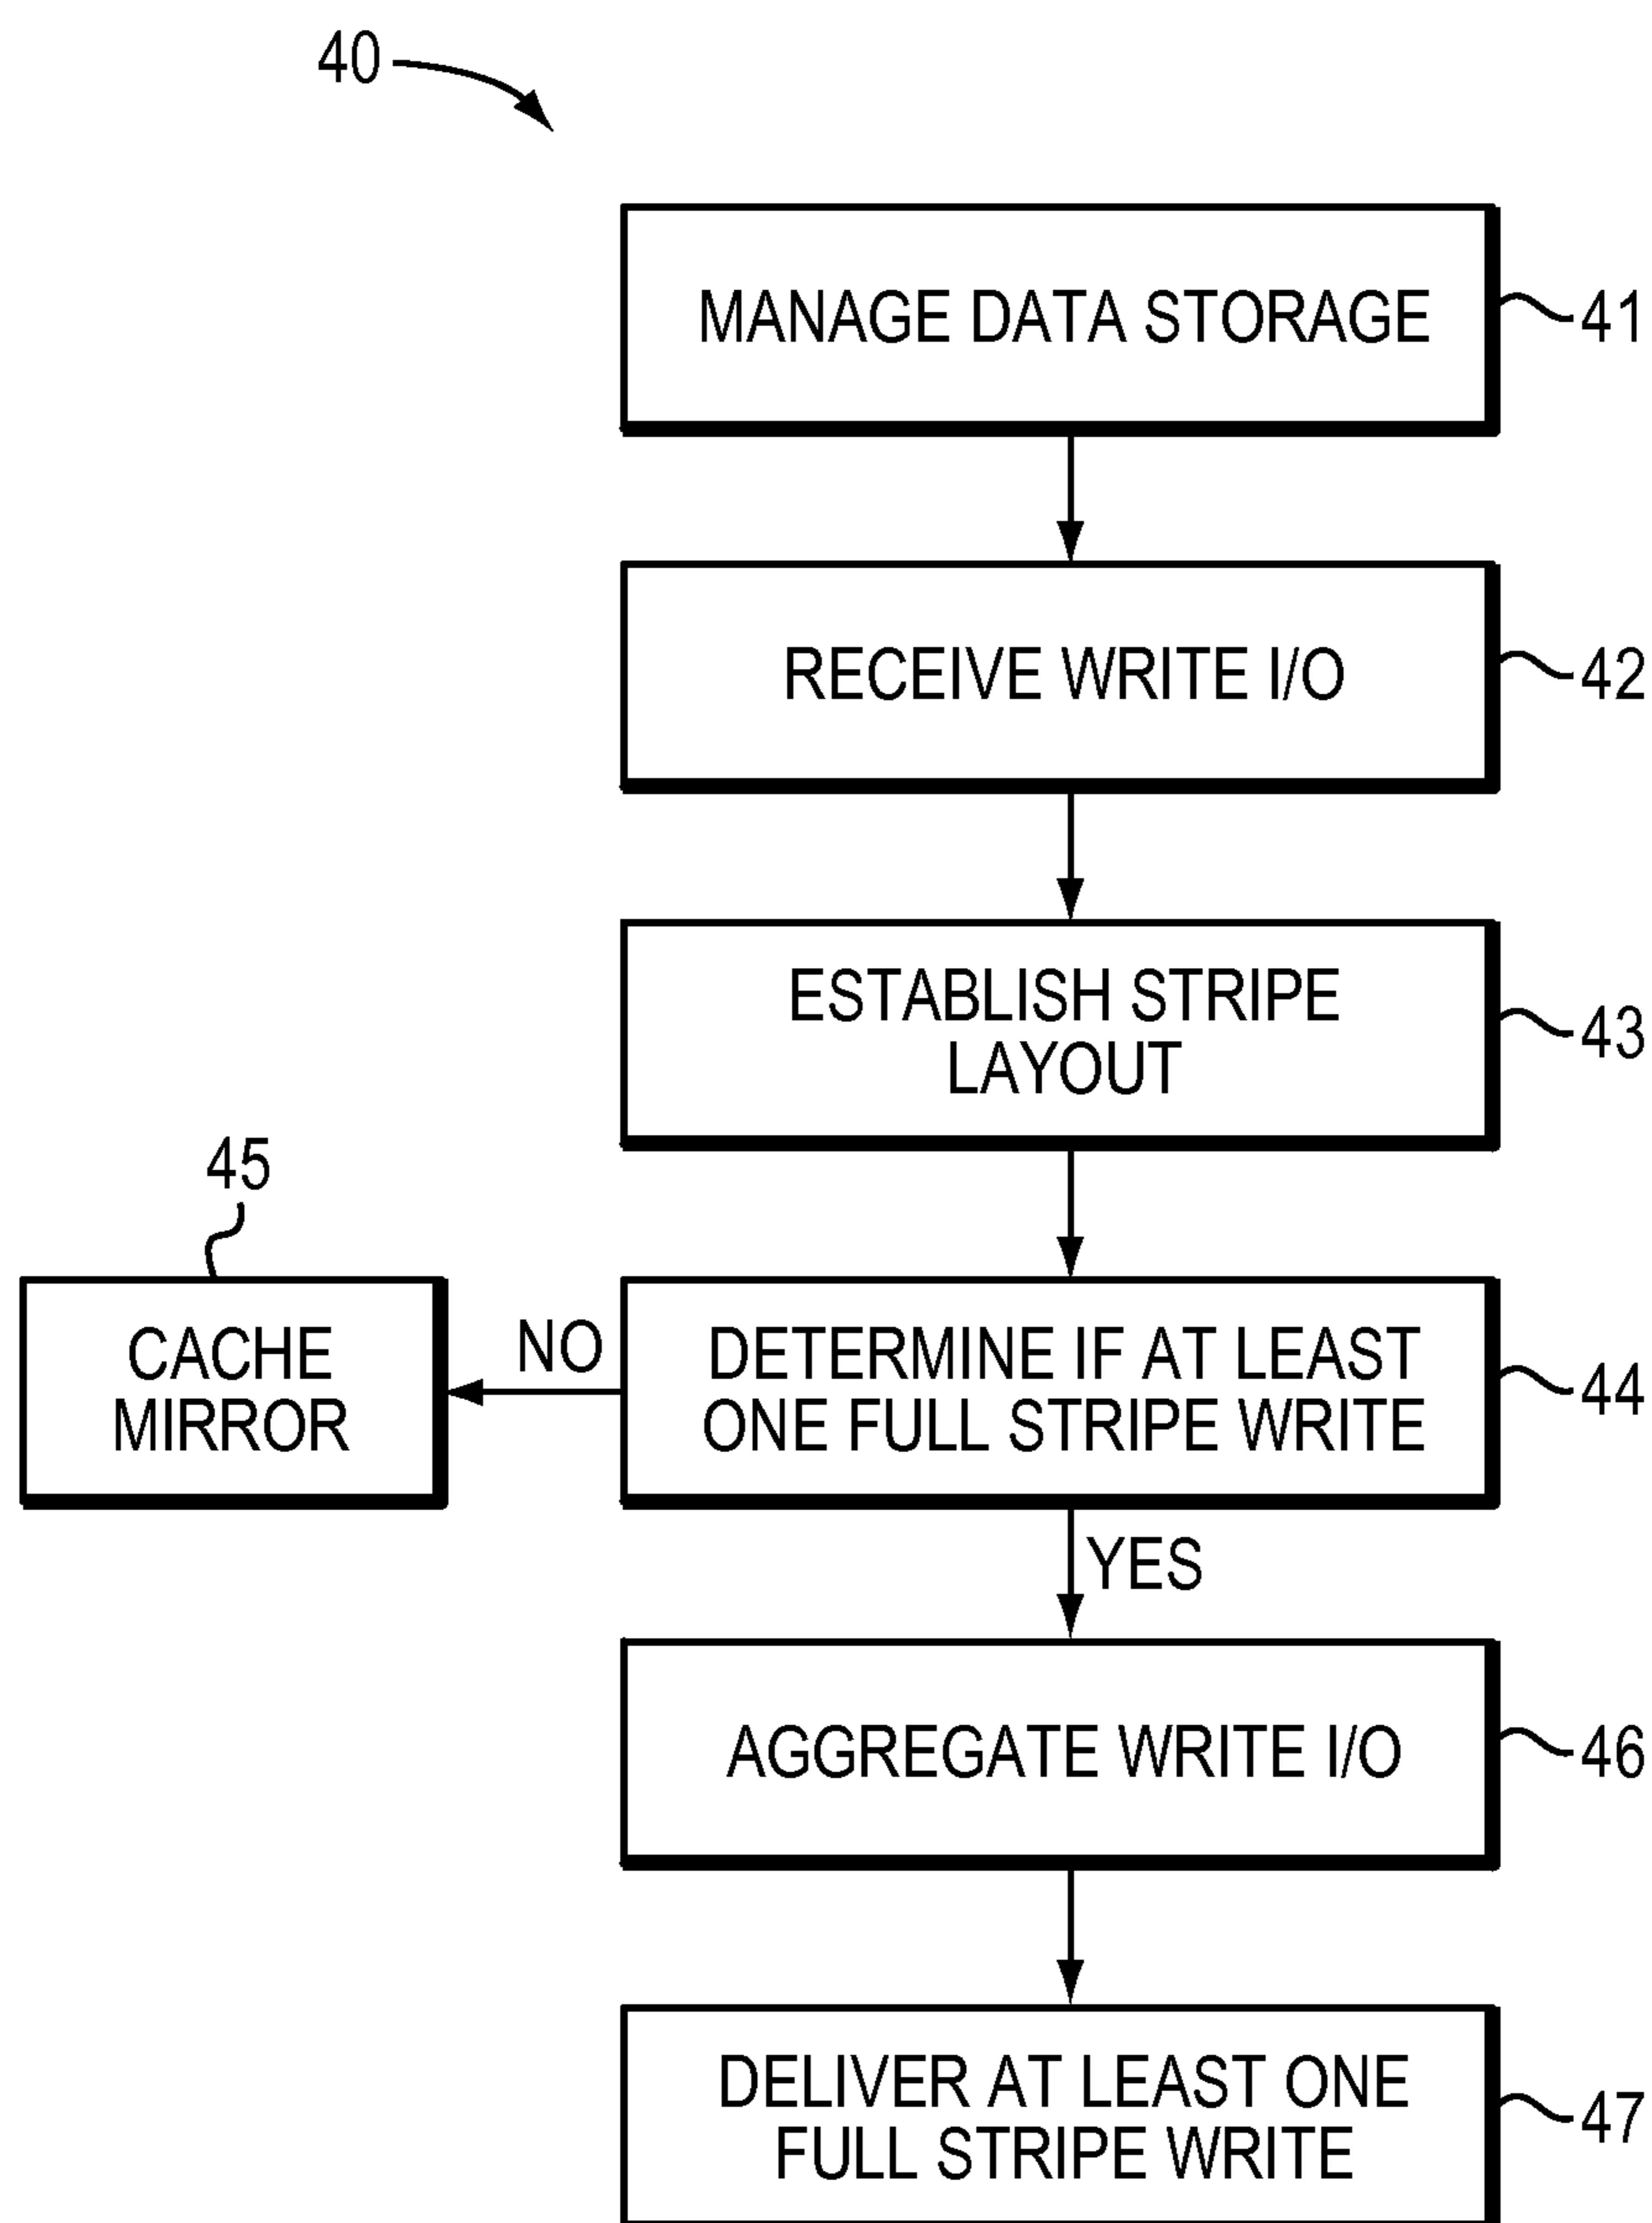 40
MANAGE DATA STORAGE
41
RECEIVE WRITE I/O
42
ESTABLISH STRIPE
LAYOUT
43
45
CACHE
MIRROR
NO
DETERMINE IF AT LEAST
ONE FULL STRIPE WRITE
44
YES
AGGREGATE WRITE I/O
46
DELIVER AT LEAST ONE
FULL STRIPE WRITE
47